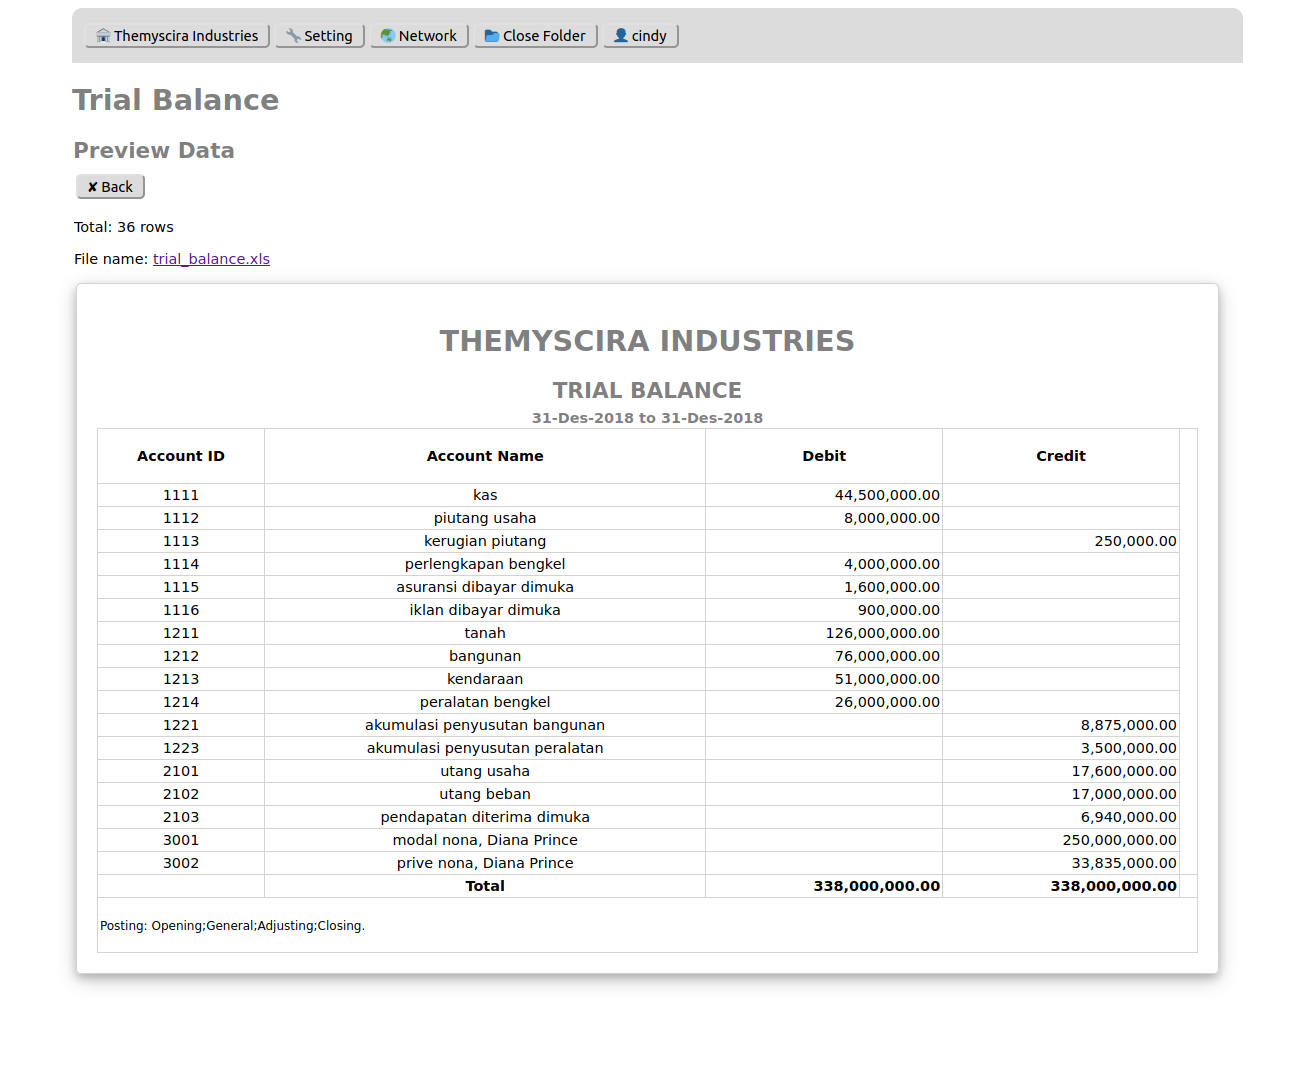 Themyscira Industries Setting Network Close Folder cindy
Trial Balance
Preview Data
✘ Back
Total: 36 rows
File name: trial_balance.xls
THEMYSCIRA INDUSTRIES
TRIAL BALANCE
31-Des-2018 to 31-Des-2018
Account ID Account Name Debit Credit
1111 kas 44,500,000.00
1112 piutang usaha 8,000,000.00
1113 kerugian piutang 250,000.00
1114 perlengkapan bengkel 4,000,000.00
1115 asuransi dibayar dimuka 1,600,000.00
1116 iklan dibayar dimuka 900,000.00
1211 tanah 126,000,000.00
1212 bangunan 76,000,000.00
1213 kendaraan 51,000,000.00
1214 peralatan bengkel 26,000,000.00
1221 akumulasi penyusutan bangunan 8,875,000.00
1223 akumulasi penyusutan peralatan 3,500,000.00
2101 utang usaha 17,600,000.00
2102 utang beban 17,000,000.00
2103 pendapatan diterima dimuka 6,940,000.00
3001 modal nona, Diana Prince 250,000,000.00
3002 prive nona, Diana Prince 33,835,000.00
Total 338,000,000.00 338,000,000.00
Posting: Opening;General;Adjusting;Closing.